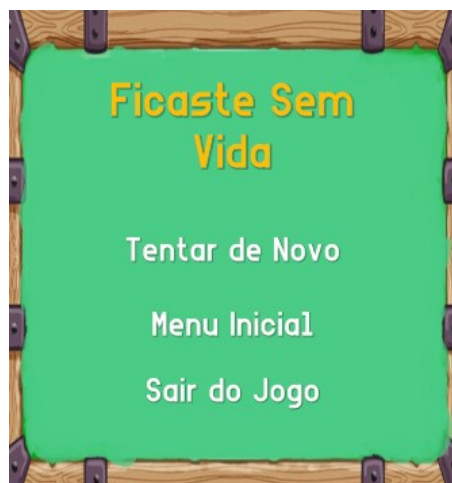 Ficaste Sem
Vida
Tentar de Novo
Menu Inicial
Sair do Jogo